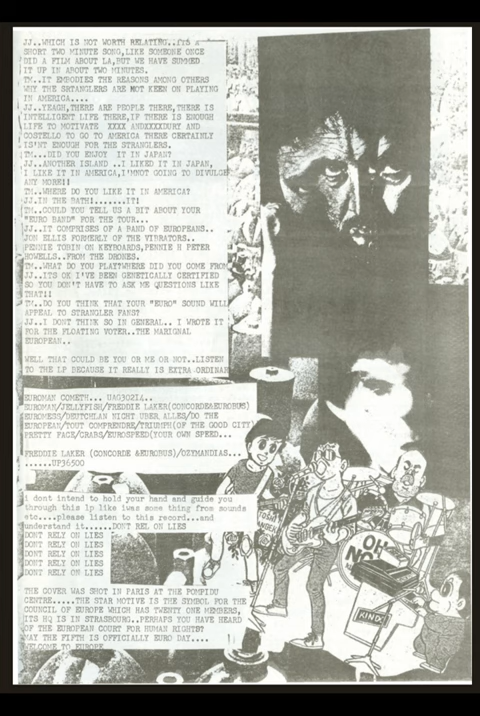 JJ..WHICH IS NOT WORTH RELATING..
SHORT TWO MINUTE SONG,LIKE SOMEONE ONCE
DID A FILM ABOUT LA,BUT WE HAVE SUMMED
IT UP IN ABOUT TWO MINUTES.
TM..IT EMBODIES THE REASONS AMONG OTHERS
WHY THE SRTANGLERS ARE NOT KEEN ON PLAYING
IN AMERICA....
JJ..YEAGH,THERE ARE PEOPLE THERE,THERE IS
INTELLIGENT LIFE THERE,IF THERE IS ENOUGH
LIFE TO MOTIVATE XXXX ANDXXXXDURY AND
COSTELLO TO GO TO AMERICA THERE CERTAINLY
IS'NT ENOUGH FOR THE STRANGLERS.
TM...DID YOU ENJOY IT IN JAPAN?
JJ..ANOTHER ISLAND ..I LIKED IT IN JAPAN,
I LIKE IT IN AMERICA,I'MNOT GOING TO DIVULGE
ANY MORE!!
TM..WHERE DO YOU LIKE IT IN AMERICA?
JJ.IN THE BATH!.......IT!
TM..COULD YOU TELL US A BIT ABOUT YOUR
"EURO BAND" FOR THE TOUR...
JJ..IT COMPRISES OF A BAND OF EUROPEANS..
JON ELLIS FORMERLY OF THE VIBRATORS..
PENNIE TOBIN ON KEYBOARDS,PENNIE H PETER
HOWELLS..FROM THE DRONES.
TM..WHAT DO YOU PLAY?WHERE DID YOU COME FROM
JJ..ITS OK I'VE BEEN GENETICALLY CERTIFIED
SO YOU DON'T HAVE TO ASK ME QUESTIONS LIKE
THAT!!
TM..DO YOU THINK THAT YOUR "EURO" SOUND WILL
APPEAL TO STRANGLER FANS?
JJ..I DONT THINK SO IN GENERAL.. I WROTE IT
FOR THE FLOATING VOTER..THE MARIGNAL
EUROPEAN..
WELL THAT COULD BE YOU OR ME OR NOT..LISTEN
TO THE LP BECAUSE IT REALLY IS EXTRA ORDINAR
EUROMAN COMETH... UAG30214..
EUROMAN/JELLYFISH/FREDDIE LAKER(CONCORDE&EUROBUS)
EUROMESS/DEUTCHLAN NICHT UBER ALLES/DO THE
EUROPEAN/TOUT COMPRENDRE/TRIUMPH(OF THE GOOD CITY)
PRETTY FACE/CRABS/EUROSPEED(YOUR OWN SPEED...
FREDDIE LAKER (CONCORDE &EUROBUS)/OZYMANDIAS...
......UP36500
i dont intend to hold your hand and guide you
through this lp like iwas some thing from sounds
etc....please listen to this record...and
understand it.....DONT REL ON LIES
DONT RELY ON LIES
DONT RELY ON LIES
DONT RELY ON LIES
DONT RELY ON LIES
DONT RELY ON LIES
THE COVER WAS SHOT IN PARIS AT THE POMPIDU
CENTRE.....THE STAR MOTIVE IS THE SYMBOL FOR THE
COUNCIL OF EUROPE WHICH HAS TWENTY ONE MEMBERS,
ITS HQ IS IN STRASBOURG..PERHAPS YOU HAVE HEARD
OF THE EUROPEAN COURT FOR HUMAN RIGHTS?
MAY THE FIFTH IS OFFICIALLY EURO DAY....
WELCOME TO EUROPE
OH
NO!
KINDS